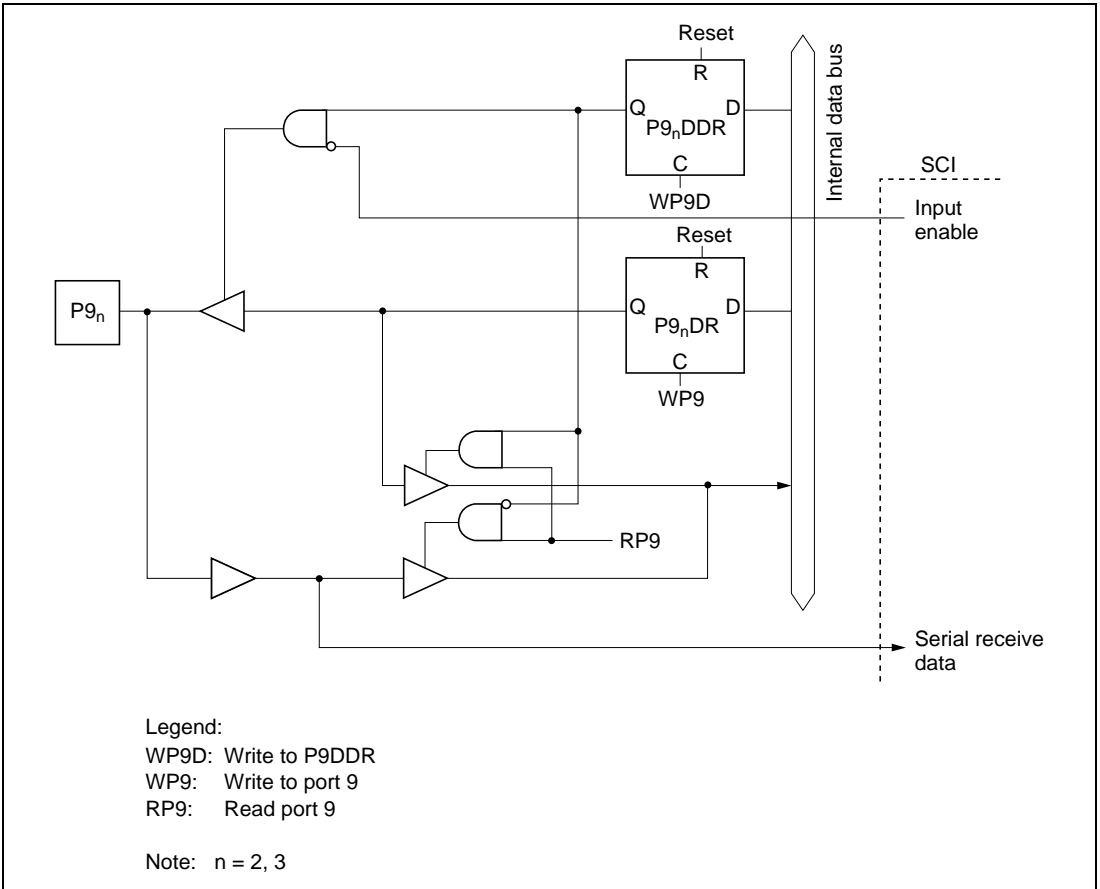 Reset
R
Q
D
P9nDDR
C
WP9D
Internal data bus
SCI
Input
enable
Reset
R
Q
D
P9nDR
C
WP9
P9n
RP9
Serial receive
data
Legend:
WP9D: Write to P9DDR
WP9: Write to port 9
RP9: Read port 9
Note: n = 2, 3